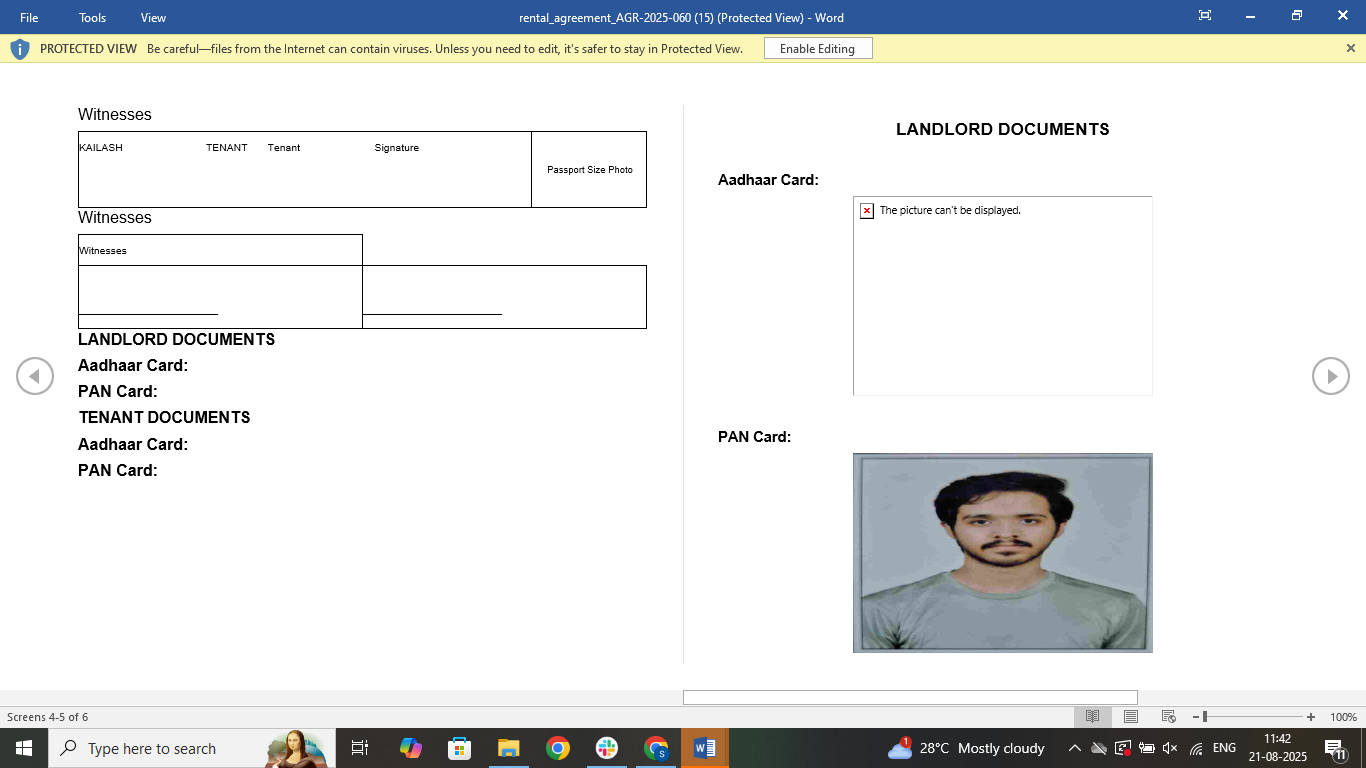 File Tools View rental_agreement_AGR-2025-060 (15) (Protected View) - Word
PROTECTED VIEW Be careful—files from the Internet can contain viruses. Unless you need to edit, it's safer to stay in Protected View. Enable Editing
Witnesses
KAILASH TENANT Tenant Signature
Passport Size Photo
Witnesses
Witnesses
LANDLORD DOCUMENTS
Aadhaar Card:
PAN Card:
TENANT DOCUMENTS
Aadhaar Card:
PAN Card:
LANDLORD DOCUMENTS
Aadhaar Card:
The picture can't be displayed.
PAN Card:
Screens 4-5 of 6
100%
Type here to search
1
28°C Mostly cloudy
ENG
11:42
21-08-2025
11